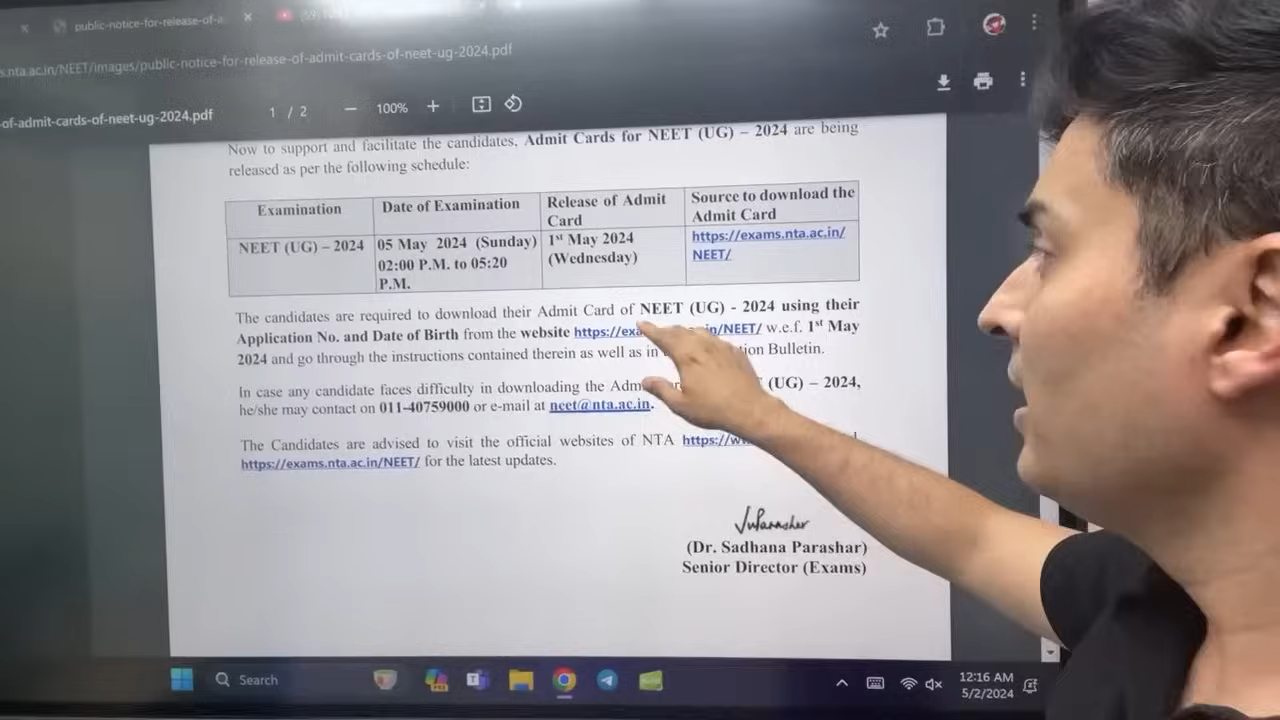 public-notice-for-release-of-a
s.nta.ac.in/NEET/images/public-notice-for-release-of-admit-cards-of-neet-ug-2024.pdf
-of-admit-cards-of-neet-ug-2024.pdf
1 / 2
100%
Now to support and facilitate the candidates, Admit Cards for NEET (UG) – 2024 are being
released as per the following schedule:
Examination
Date of Examination
Release of Admit
Card
Source to download the
Admit Card
NEET (UG) – 2024
05 May 2024 (Sunday)
02:00 P.M. to 05:20
P.M.
1st May 2024
(Wednesday)
https://exams.nta.ac.in/
NEET/
The candidates are required to download their Admit Card of NEET (UG) - 2024 using their
Application No. and Date of Birth from the website https://exa in/NEET/ w.e.f. 1st May
2024 and go through the instructions contained therein as well as in tion Bulletin.
In case any candidate faces difficulty in downloading the Adm (UG) – 2024,
he/she may contact on 011-40759000 or e-mail at neet@nta.ac.in.
The Candidates are advised to visit the official websites of NTA https://w
https://exams.nta.ac.in/NEET/ for the latest updates.
(Dr. Sadhana Parashar)
Senior Director (Exams)
Search
12:16 AM
5/2/2024